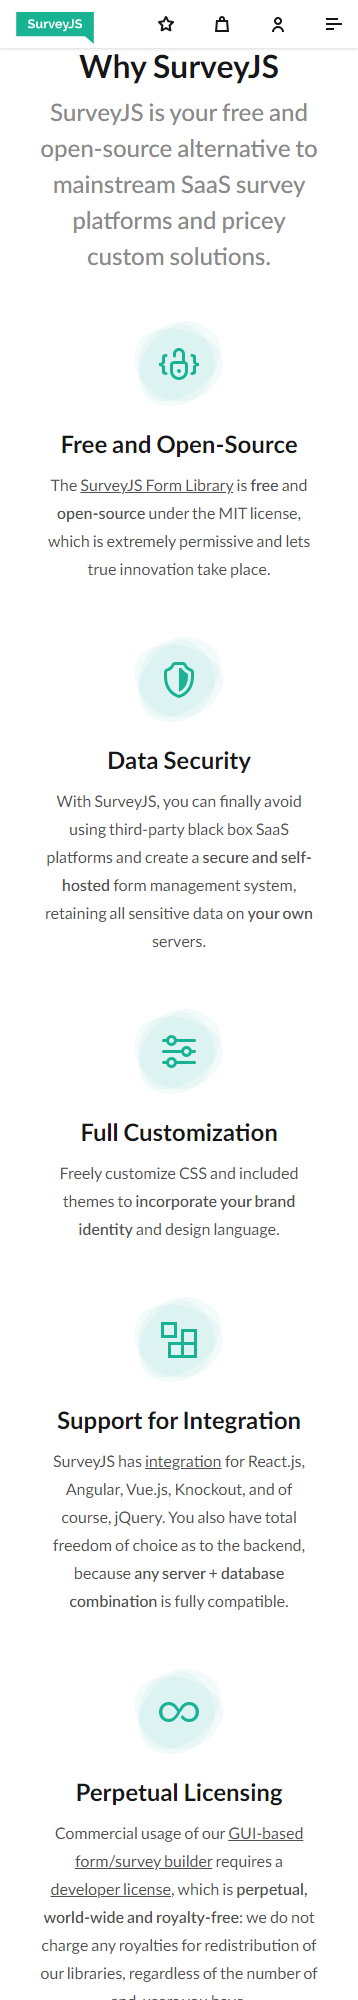 SurveyJS
Why SurveyJS
SurveyJS is your free and
open-source alternative to
mainstream SaaS survey
platforms and pricey
custom solutions.
Free and Open-Source
The SurveyJS Form Library is free and
open-source under the MIT license,
which is extremely permissive and lets
true innovation take place.
Data Security
With SurveyJS, you can finally avoid
using third-party black box SaaS
platforms and create a secure and self-
hosted form management system,
retaining all sensitive data on your own
servers.
Full Customization
Freely customize CSS and included
themes to incorporate your brand
identity and design language.
Support for Integration
SurveyJS has integration for React.js,
Angular, Vue.js, Knockout, and of
course, jQuery. You also have total
freedom of choice as to the backend,
because any server + database
combination is fully compatible.
Perpetual Licensing
Commercial usage of our GUI-based
form/survey builder requires a
developer license, which is perpetual,
world-wide and royalty-free: we do not
charge any royalties for redistribution of
our libraries, regardless of the number of